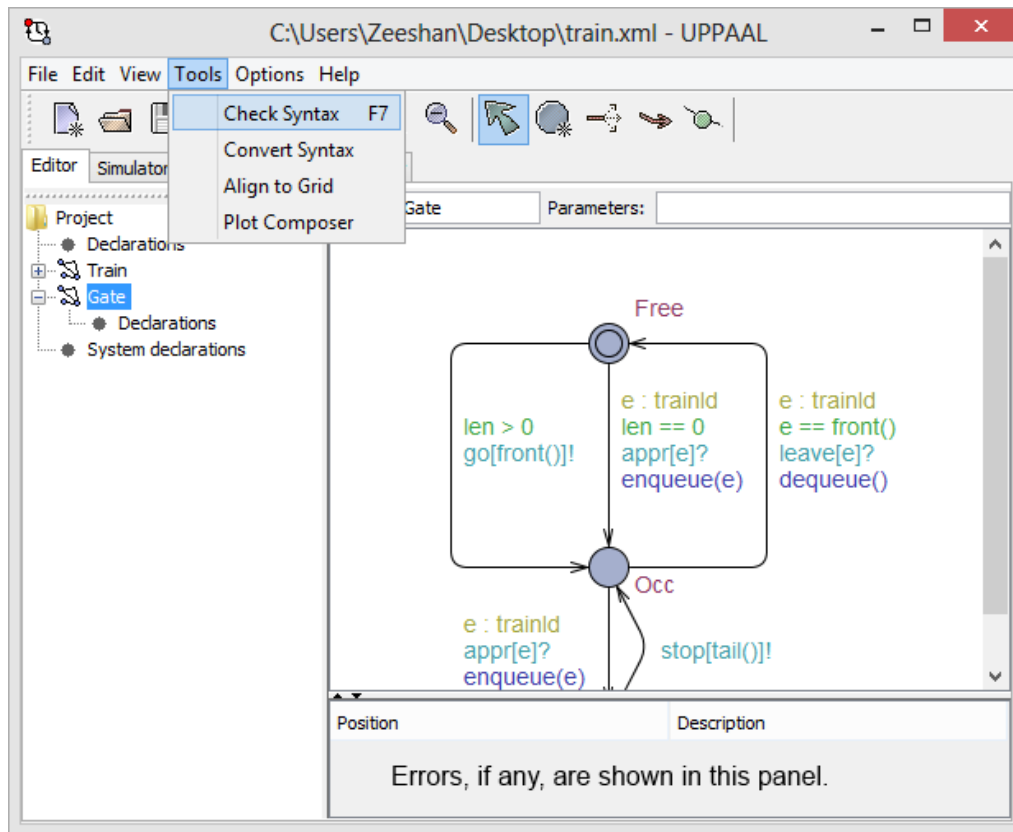 C:\Users\Zeeshan\Desktop\train.xml - UPPAAL
File Edit View Tools Options Help
Check Syntax F7
Convert Syntax
Align to Grid
Plot Composer
Editor Simulator
Gate Parameters:
Project
Declarations
Train
Gate
Declarations
System declarations
Free
len > 0
go[front()]!
e : trainId
len == 0
appr[e]?
enqueue(e)
e : trainId
e == front()
leave[e]?
dequeue()
Occ
e : trainId
appr[e]?
enqueue(e)
stop[tail()]!
Position Description
Errors, if any, are shown in this panel.